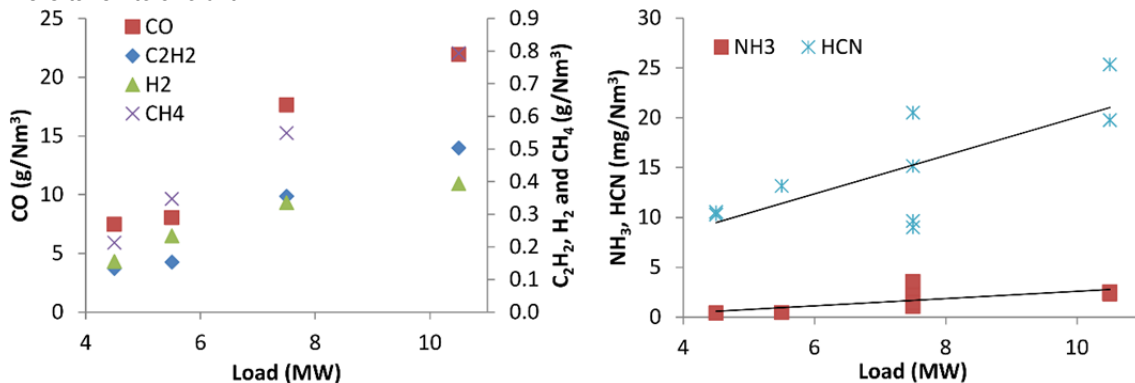 25
20
15
10
5
0
CO (g/Nm³)
CO
C2H2
H2
CH4
0.9
0.8
0.7
0.6
0.5
0.4
0.3
0.2
0.1
0.0
C₂H₂, H₂ and CH₄ (g/Nm³)
4
6
8
10
Load (MW)
NH3
HCN
30
25
20
15
10
5
0
NH₃, HCN (mg/Nm³)
4
6
8
10
Load (MW)